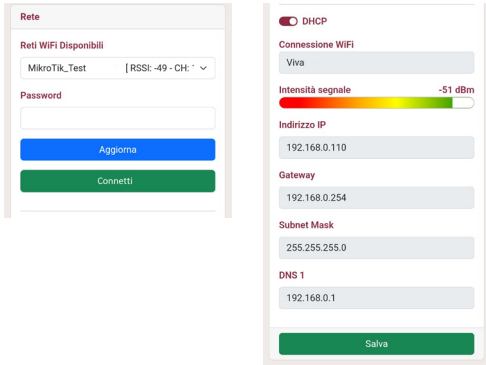 Rete
Reti WiFi Disponibili
MikroTik_Test [ RSSI: -49 - CH:
Password
Aggiorna
Connetti
DHCP
Connessione WiFi
Viva
Intensità segnale -51 dBm
Indirizzo IP
192.168.0.110
Gateway
192.168.0.254
Subnet Mask
255.255.255.0
DNS 1
192.168.0.1
Salva